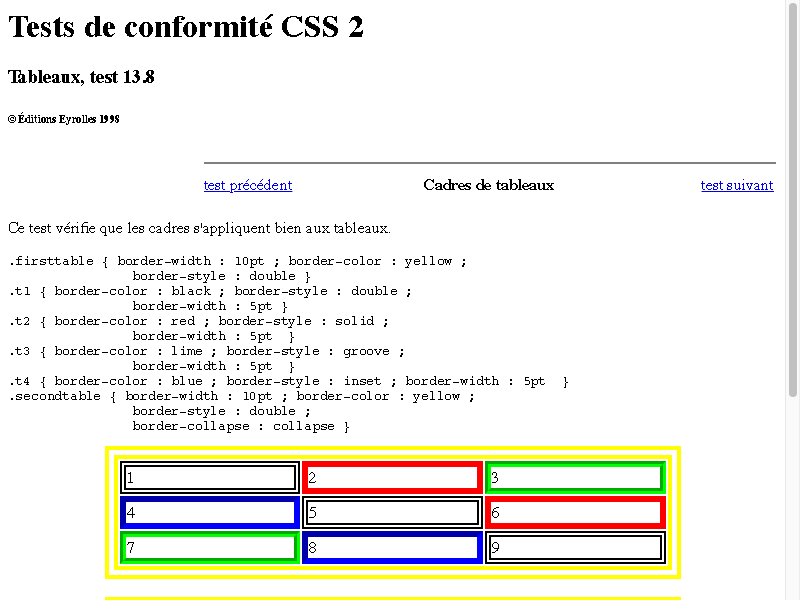 Tests de conformité CSS 2
Tableaux, test 13.8
©Éditions Eyrolles 1998
test précédent Cadres de tableaux test suivant
Ce test vérifie que les cadres s'appliquent bien aux tableaux.
.firsttable { border-width : 10pt ; border-color : yellow ;
border-style : double }
.t1 { border-color : black ; border-style : double ;
border-width : 5pt }
.t2 { border-color : red ; border-style : solid ;
border-width : 5pt }
.t3 { border-color : lime ; border-style : groove ;
border-width : 5pt }
.t4 { border-color : blue ; border-style : inset ; border-width : 5pt }
.secondtable { border-width : 10pt ; border-color : yellow ;
border-style : double ;
border-collapse : collapse }
1 2 3
4 5 6
7 8 9